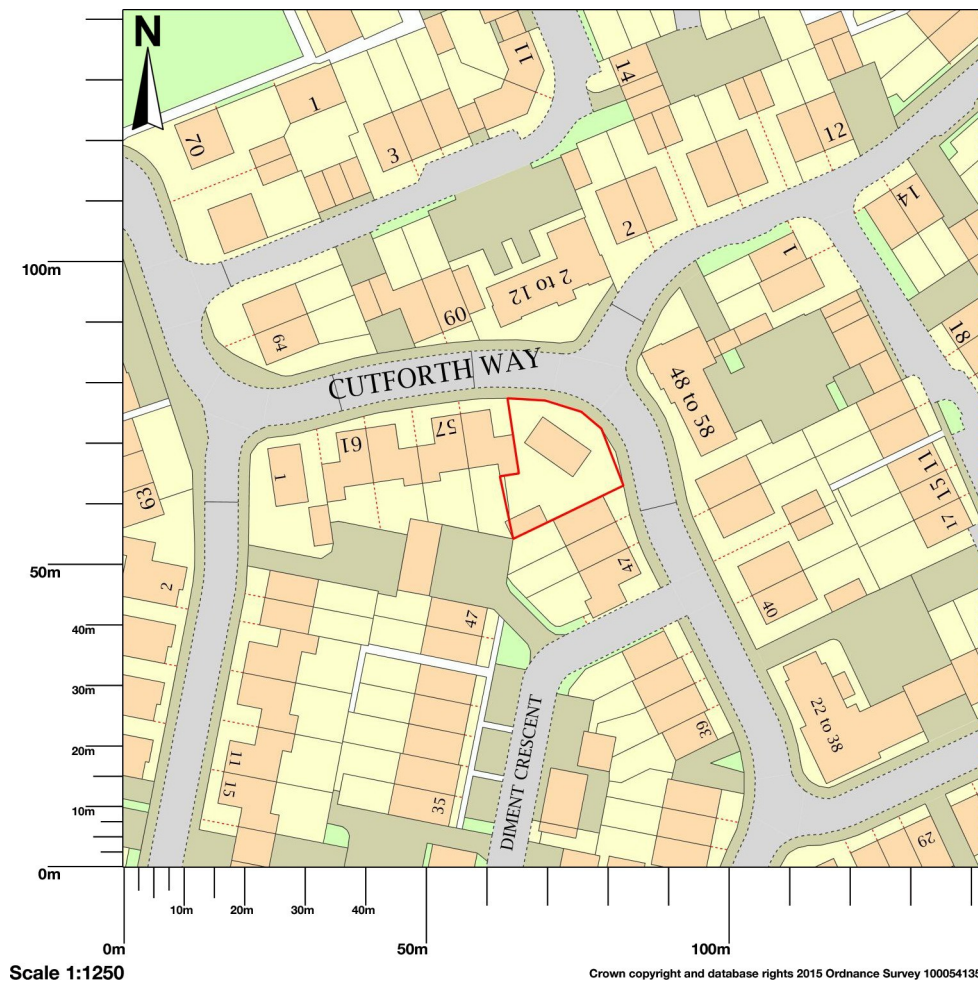 N
11
14
1
70
3
12
14
2
1
100m
2 to 12
60
64
18
CUTFORTH WAY
48 to 58
57
61
1
15 11
63
17
50m
47
2
40
40m
47
30m
22 to 38
39
20m
DIMENT CRESCENT
11 15
35
10m
29
0m
10m
20m
30m
40m
0m
50m
100m
Scale 1:1250
Crown copyright and database rights 2015 Ordnance Survey 100054135